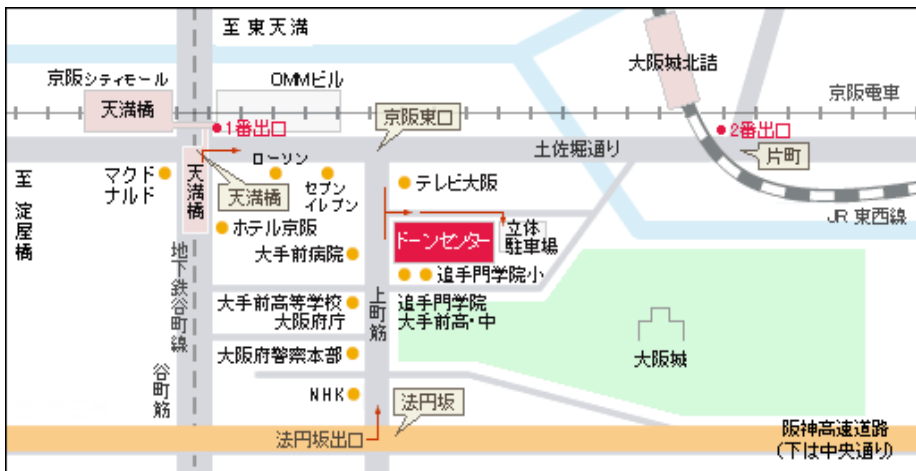 至 東天満
京阪シティモール
OMMビル
大阪城北詰
天満橋
京阪東口
京阪電車
1番出口
2番出口
土佐堀通り
片町
ローソン
至 淀屋橋
マクド
ナルド
天満橋
天満橋
セブン
イレブン
テレビ大阪
ホテル京阪
ドーンセンター
立体
駐車場
JR 東西線
大手前病院
追手門学院小
地下鉄谷町線
大手前高等学校
大阪府庁
上町筋
追手門学院
大手前高・中
大阪府警察本部
大阪城
谷町筋
NHK
法円坂
法円坂出口
阪神高速道路
(下は中央通り)